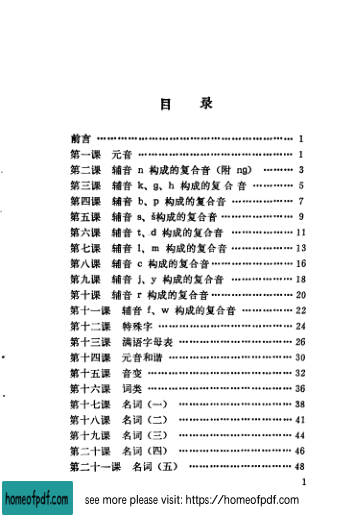 目 录
前言 …………………………………………… 1
第一课 元音 …………………………………… 1
第二课 辅音 n 构成的复合音（附 ng） ……… 3
第三课 辅音 k、g、h 构成的复合音 ………… 5
第四课 辅音 b、p 构成的复合音 …………… 7
第五课 辅音 s、š构成的复合音 …………… 9
第六课 辅音 t、d 构成的复合音 …………… 11
第七课 辅音 l、m 构成的复合音 …………… 13
第八课 辅音 c 构成的复合音 ……………… 16
第九课 辅音 j、y 构成的复合音 …………… 18
第十课 辅音 r 构成的复合音 ……………… 20
第十一课 辅音 f、w 构成的复合音 ………… 22
第十二课 特殊字 …………………………… 24
第十三课 满语字母表 ……………………… 26
第十四课 元音和谐 ………………………… 30
第十五课 音变 ……………………………… 32
第十六课 词类 ……………………………… 36
第十七课 名词（一） ……………………… 38
第十八课 名词（二） ……………………… 41
第十九课 名词（三） ……………………… 44
第二十课 名词（四） ……………………… 46
第二十一课 名词（五） …………………… 48
1
homeofpdf.com see more please visit: https://homeofpdf.com